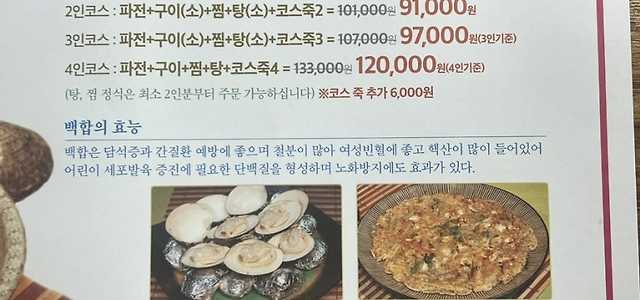 2인코스 : 파전+구이(소)+찜+탕(소)+코스죽2 = 101,000원 91,000원
3인코스 : 파전+구이(소)+찜+탕(소)+코스죽3 = 107,000원 97,000원(3인기준)
4인코스 : 파전+구이+찜+탕+코스죽4 = 133,000원 120,000원(4인기준)
(탕, 찜 정식은 최소 2인분부터 주문 가능하십니다) ※코스 죽 추가 6,000원
백합의 효능
백합은 담석증과 간질환 예방에 좋으며 철분이 많아 여성빈혈에 좋고 핵산이 많이 들어있어
어린이 세포발육 증진에 필요한 단백질을 형성하며 노화방지에도 효과가 있다.